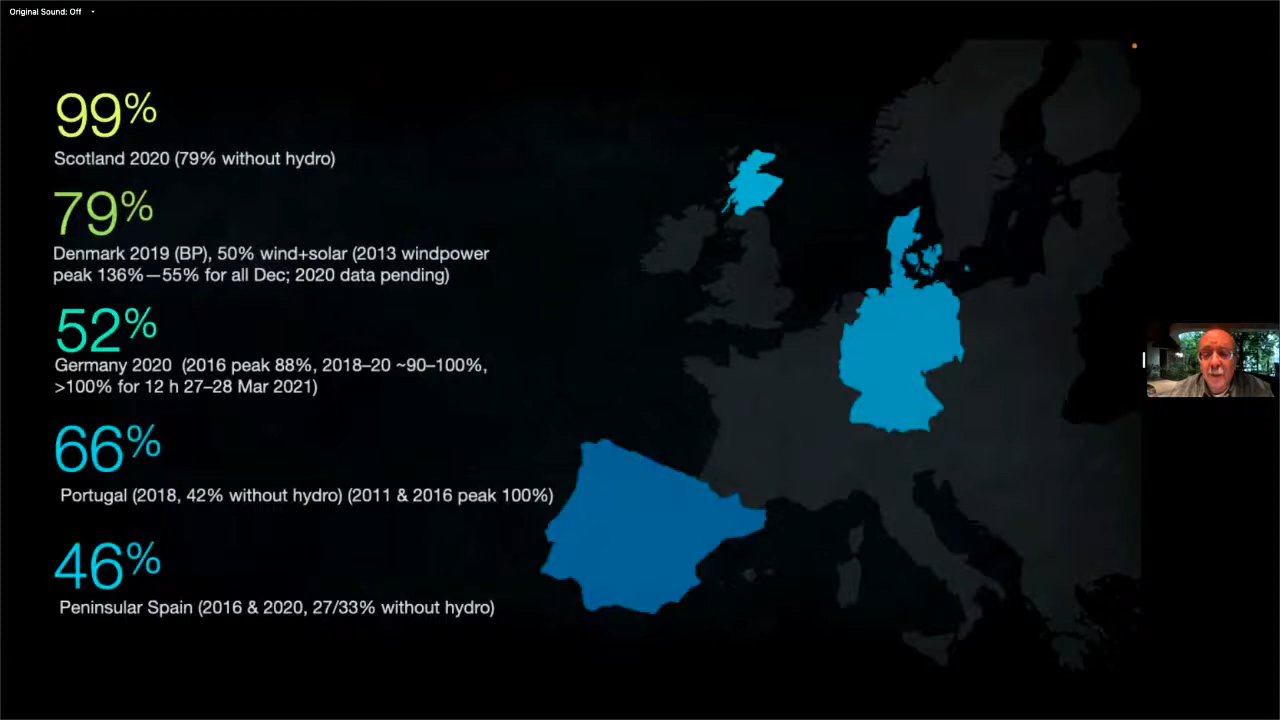 Original Sound: Off
99%
Scotland 2020 (79% without hydro)
79%
Denmark 2019 (BP), 50% wind+solar (2013 windpower
peak 136%—55% for all Dec; 2020 data pending)
52%
Germany 2020 (2016 peak 88%, 2018–20 ~90–100%,
>100% for 12 h 27–28 Mar 2021)
66%
Portugal (2018, 42% without hydro) (2011 & 2016 peak 100%)
46%
Peninsular Spain (2016 & 2020, 27/33% without hydro)